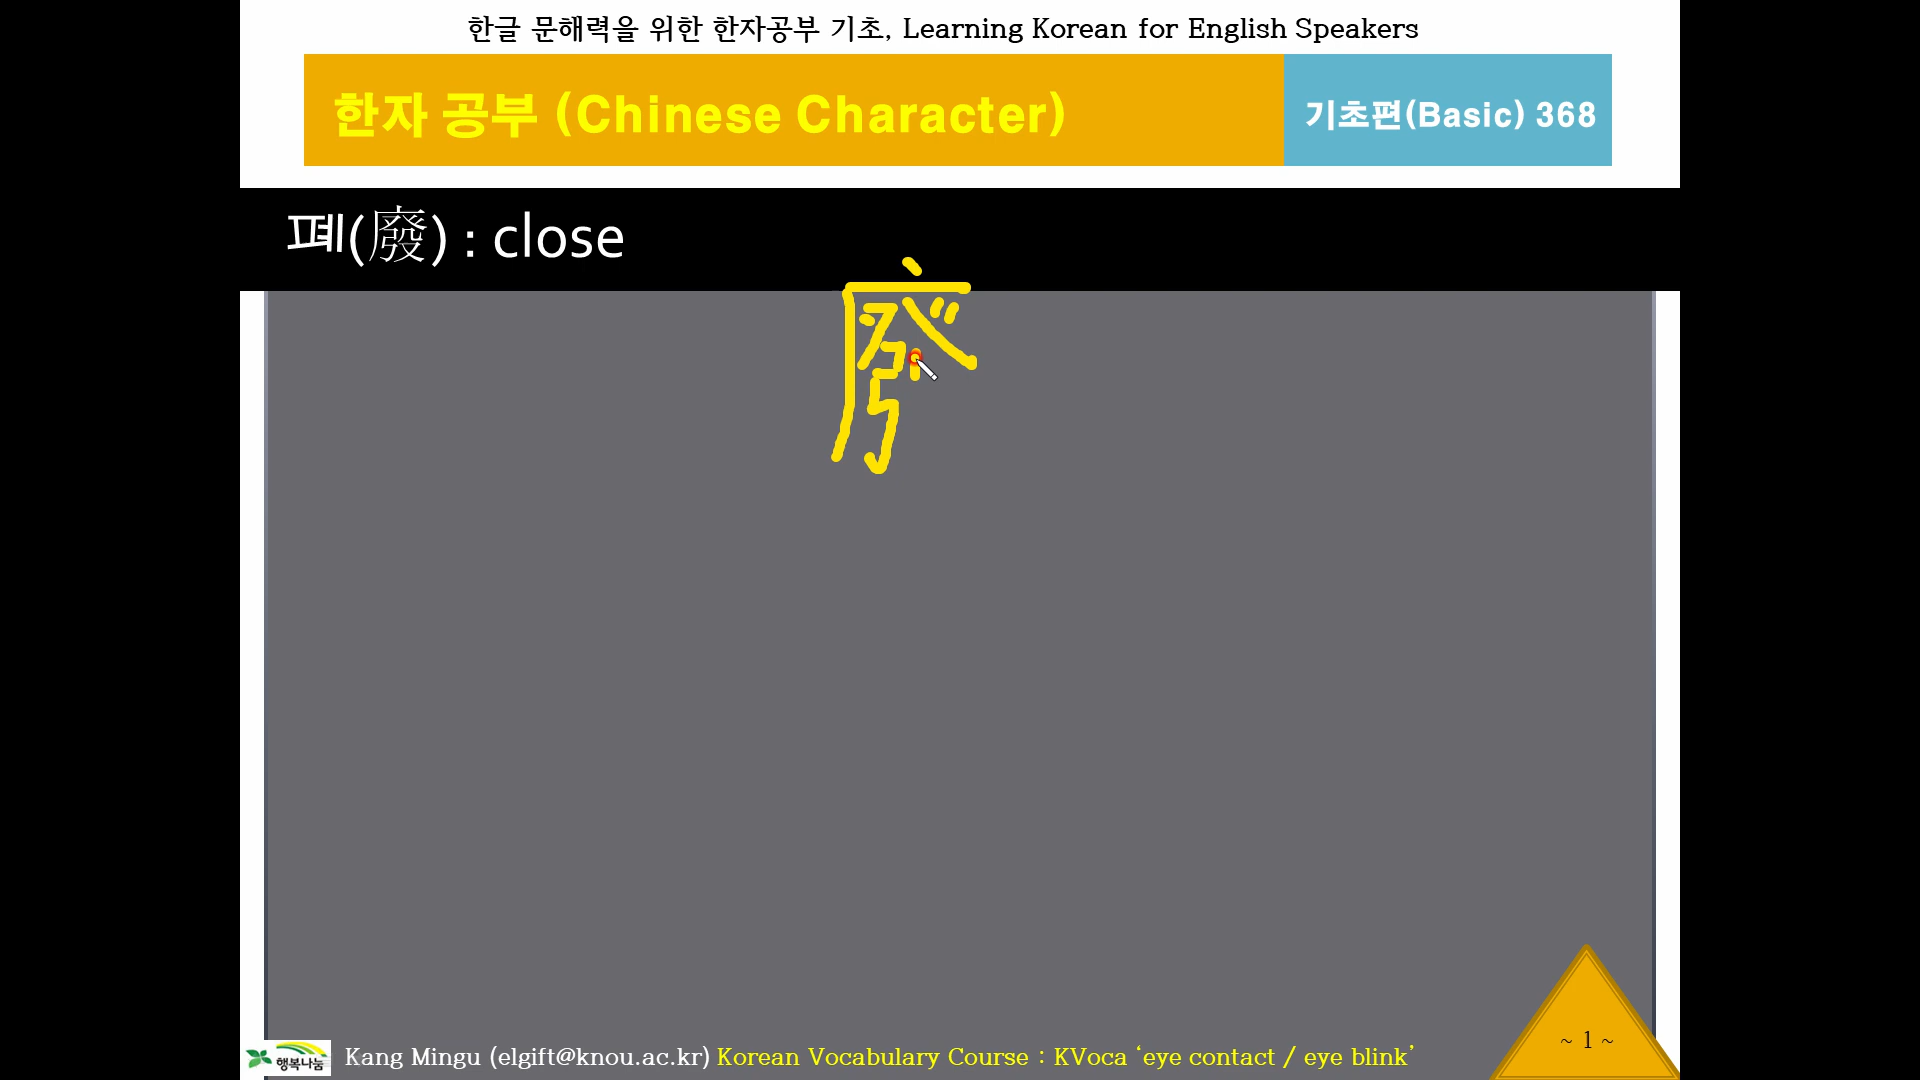 한글 문해력을 위한 한자공부 기초, Learning Korean for English Speakers
한자 공부 (Chinese Character)
기초편(Basic) 368
폐(廢) : close
~ 1 ~
행복나눔
Kang Mingu (elgift@knou.ac.kr) Korean Vocabulary Course : KVoca ‘eye contact / eye blink’